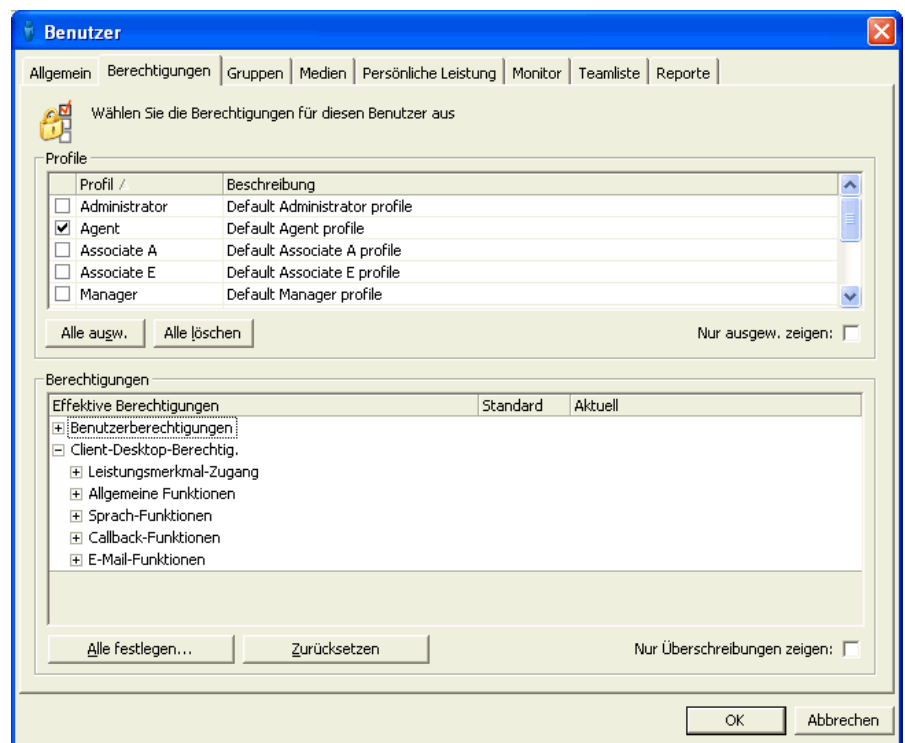 Benutzer
Allgemein Berechtigungen Gruppen Medien Persönliche Leistung Monitor Teamliste Reporte
Wählen Sie die Berechtigungen für diesen Benutzer aus
Profile
Profil Beschreibung
Administrator Default Administrator profile
Agent Default Agent profile
Associate A Default Associate A profile
Associate E Default Associate E profile
Manager Default Manager profile
Alle ausw. Alle löschen Nur ausgew. zeigen:
Berechtigungen
Effektive Berechtigungen Standard Aktuell
Benutzerberechtigungen
Client-Desktop-Berechtig.
Leistungsmerkmal-Zugang
Allgemeine Funktionen
Sprach-Funktionen
Callback-Funktionen
E-Mail-Funktionen
Alle festlegen... Zurücksetzen Nur Überschreibungen zeigen:
OK Abbrechen